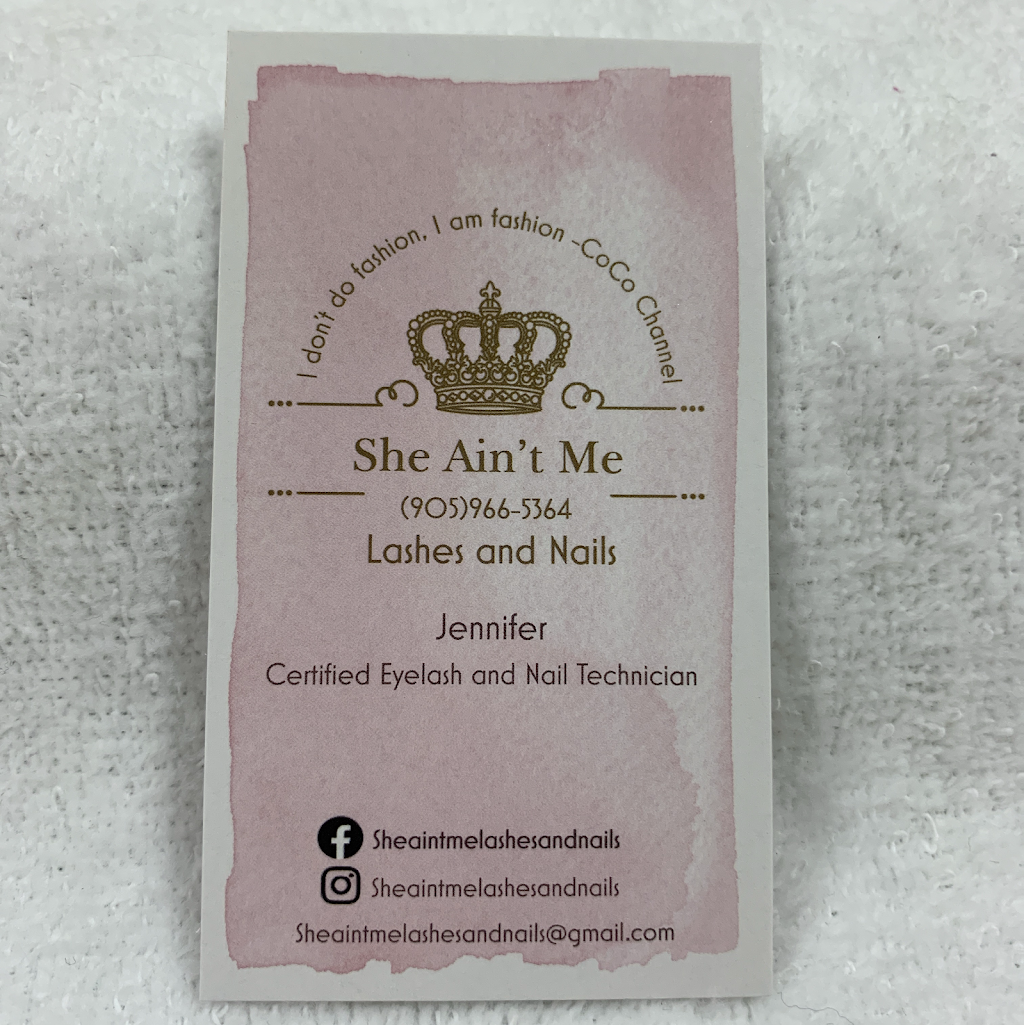 I don't do fashion, I am fashion -CoCo Channel
She Ain't Me
(905)966-5364
Lashes and Nails
Jennifer
Certified Eyelash and Nail Technician
Sheaintmelashesandnails
Sheaintmelashesandnails
Sheaintmelashesandnails@gmail.com